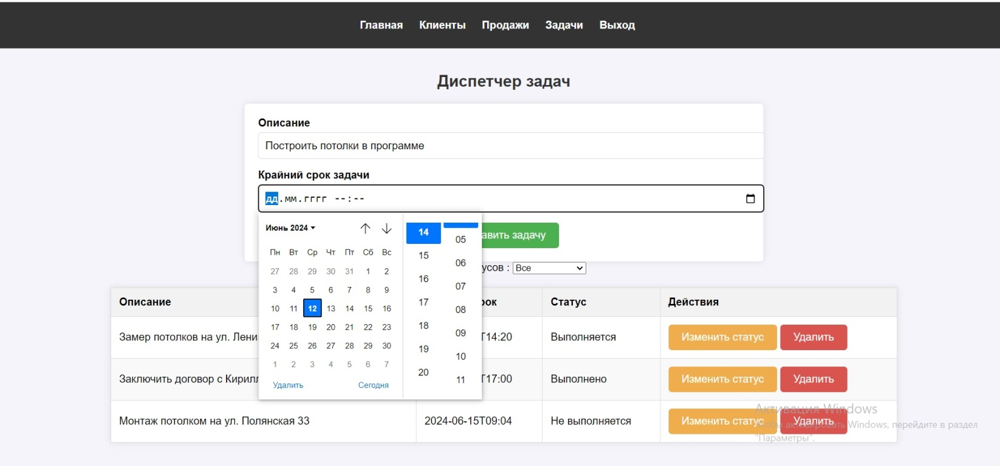 Главная Клиенты Продажи Задачи Выход
Диспетчер задач
Описание
Построить потолки в программе
Крайний срок задачи
дд.мм.гггг --:--
Июнь 2024
Пн Вт Ср Чт Пт Сб Вс
27 28 29 30 31 1 2
3 4 5 6 7 8 9
10 11 12 13 14 15 16
17 18 19 20 21 22 23
24 25 26 27 28 29 30
1 2 3 4 5 6 7
Удалить Сегодня
14
15
16
17
18
19
20
05
06
07
08
09
10
11
авить задачу
усов : Все
Описание рок Статус Действия
Замер потолков на ул. Лени T14:20 Выполняется Изменить статус Удалить
Заключить договор с Кирилл T17:00 Выполнено Изменить статус Удалить
Монтаж потолком на ул. Полянская 33 2024-06-15T09:04 Не выполняется Изменить статус Удалить
Активация Windows
Чтобы активировать Windows, перейдите в раздел
"Параметры".